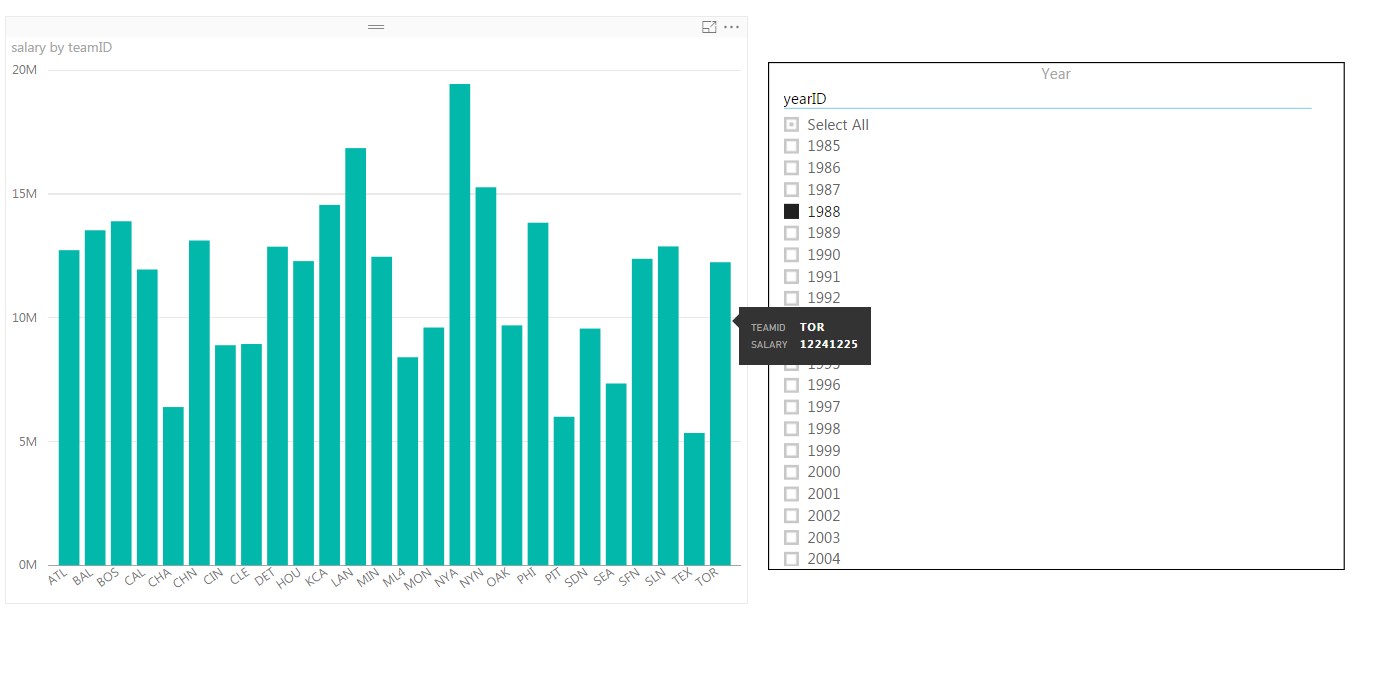 salary by teamID
20M
15M
10M
5M
0M
ATL BAL BOS CAL CHA CHN CIN CLE DET HOU KCA LAN MIN ML4 MON NYA NYN OAK PHI PIT SDN SEA SFN SLN TEX TOR
TEAMID TOR
SALARY 12241225
Year
yearID
Select All
1985
1986
1987
1988
1989
1990
1991
1992
1996
1997
1998
1999
2000
2001
2002
2003
2004